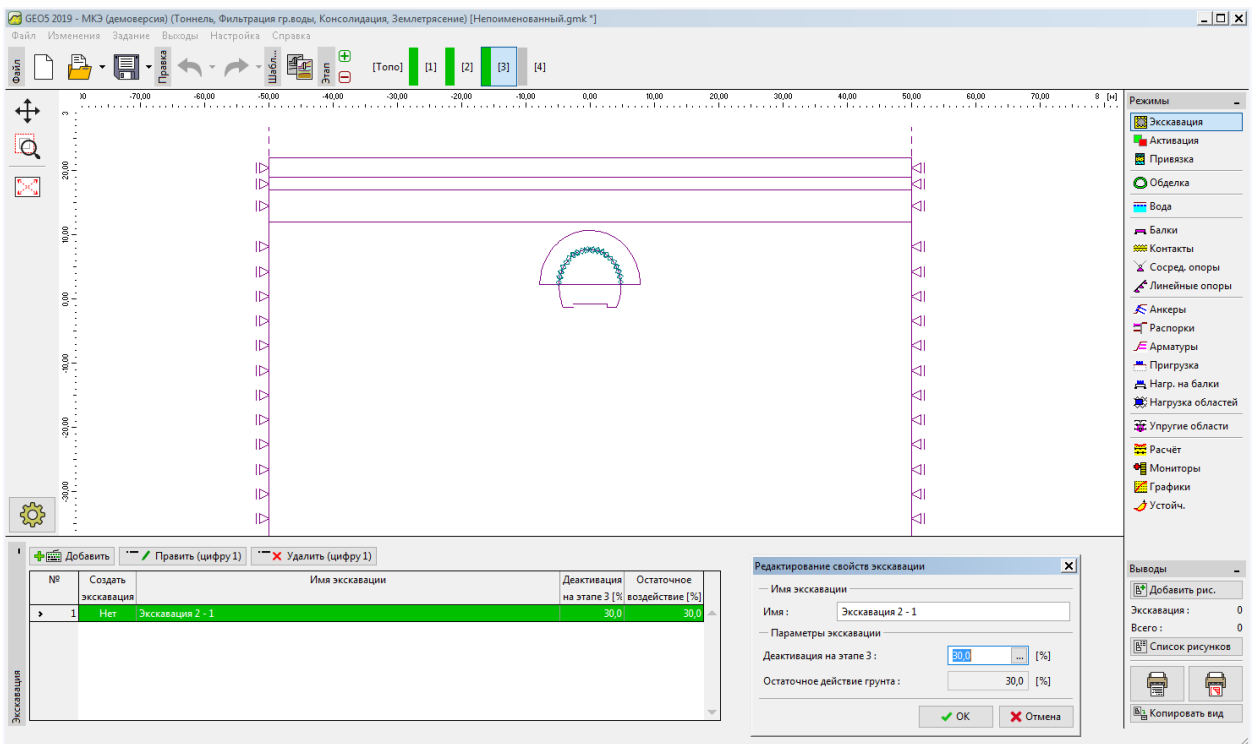 GEO5 2019 - МКЭ (демоверсия) (Тоннель, Фильтрация гр.воды, Консолидация, Землетрясение) [Непоименованный.gmk *]
Файл Изменения Задание Выходы Настройка Справка
Файл
Правка
Шабл...
Этап
[Топо] [1] [2] [3] [4]
-70,00 -60,00 -50,00 -40,00 -30,00 -20,00 -10,00 0,00 10,00 20,00 30,00 40,00 50,00 60,00 70,00 8 [м]
20,00
10,00
0,00
-10,00
-20,00
-30,00
Режимы
Экскавация
Активация
Привязка
Обделка
Вода
Балки
Контакты
Сосред. опоры
Линейные опоры
Анкеры
Распорки
Арматуры
Пригрузка
Нагр. на балки
Нагрузка областей
Упругие области
Расчёт
Мониторы
Графики
Устойч.
Экскавация
Добавить Править (цифру 1) Удалить (цифру 1)
№ Создать Имя экскавации Деактивация Остаточное
экскавация на этапе 3 [% воздействие [%]
1 Нет Экскавация 2 - 1 30,0 30,0
Редактирование свойств экскавации
Имя экскавации
Имя : Экскавация 2 - 1
Параметры экскавации
Деактивация на этапе 3 : 30,0 ... [%]
Остаточное действие грунта : 30,0 [%]
OK Отмена
Выводы
Добавить рис.
Экскавация : 0
Всего : 0
Список рисунков
Копировать вид